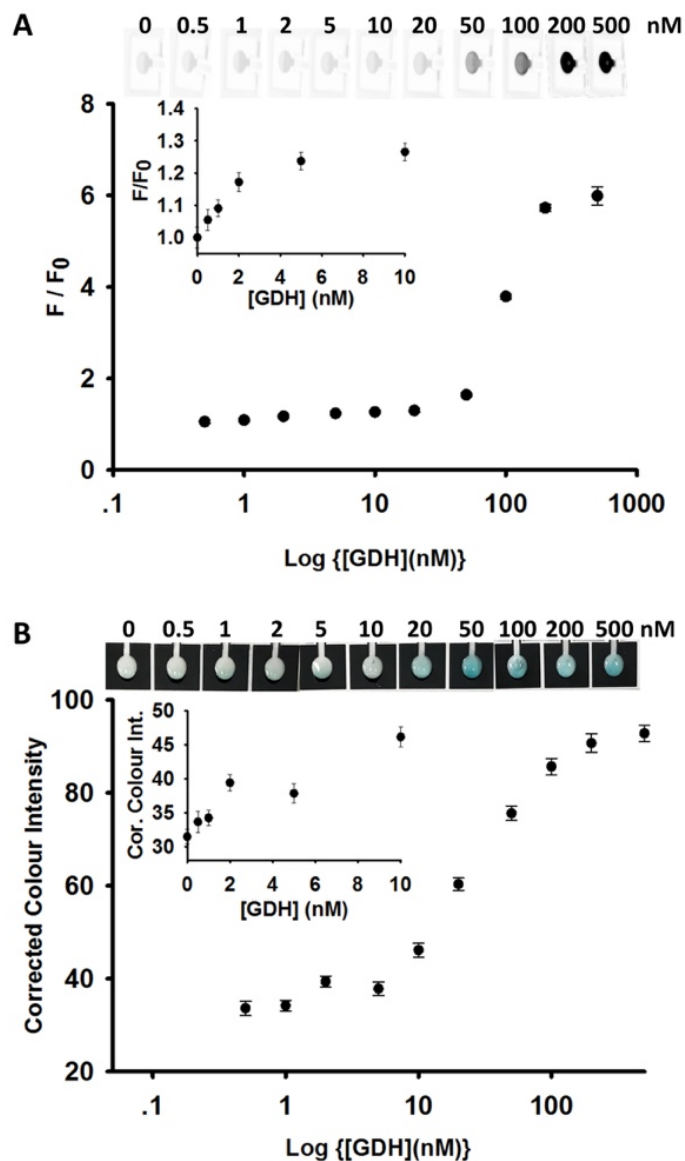 A
0 0.5 1 2 5 10 20 50 100 200 500 nM
8
6
4
2
0
F / F0
1.4
1.3
1.2
1.1
1.0
F/F0
0 2 4 6 8 10
[GDH] (nM)
.1 1 10 100 1000
Log {[GDH](nM)}
B
0 0.5 1 2 5 10 20 50 100 200 500 nM
100
80
60
40
20
Corrected Colour Intensity
50
45
40
35
30
Cor. Colour Int.
0 2 4 6 8 10
[GDH] (nM)
.1 1 10 100
Log {[GDH](nM)}